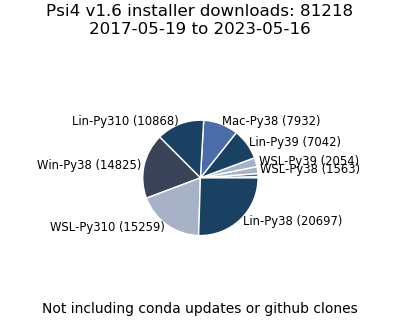 Psi4 v1.6 installer downloads: 81218
2017-05-19 to 2023-05-16
Lin-Py310 (10868)
Mac-Py38 (7932)
Lin-Py39 (7042)
WSL-Py39 (2054)
WSL-Py38 (1563)
Win-Py38 (14825)
WSL-Py310 (15259)
Lin-Py38 (20697)
Not including conda updates or github clones